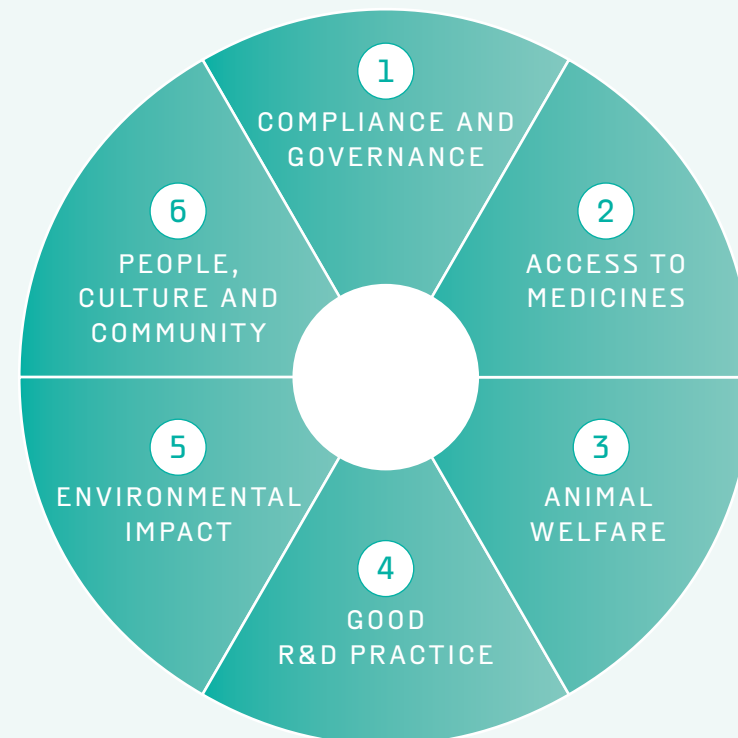 1
COMPLIANCE AND
GOVERNANCE
2
ACCESS TO
MEDICINES
3
ANIMAL
WELFARE
4
GOOD
R&D PRACTICE
5
ENVIRONMENTAL
IMPACT
6
PEOPLE,
CULTURE AND
COMMUNITY